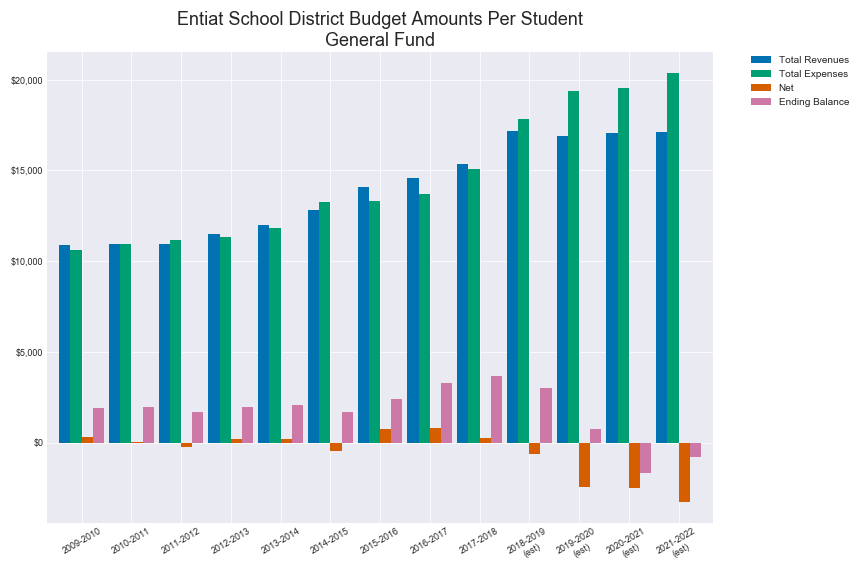 Entiat School District Budget Amounts Per Student
General Fund
Total Revenues
Total Expenses
Net
Ending Balance
$20,000
$15,000
$10,000
$5,000
$0
2009-2010
2010-2011
2011-2012
2012-2013
2013-2014
2014-2015
2015-2016
2016-2017
2017-2018
2018-2019
(est)
2019-2020
(est)
2020-2021
(est)
2021-2022
(est)